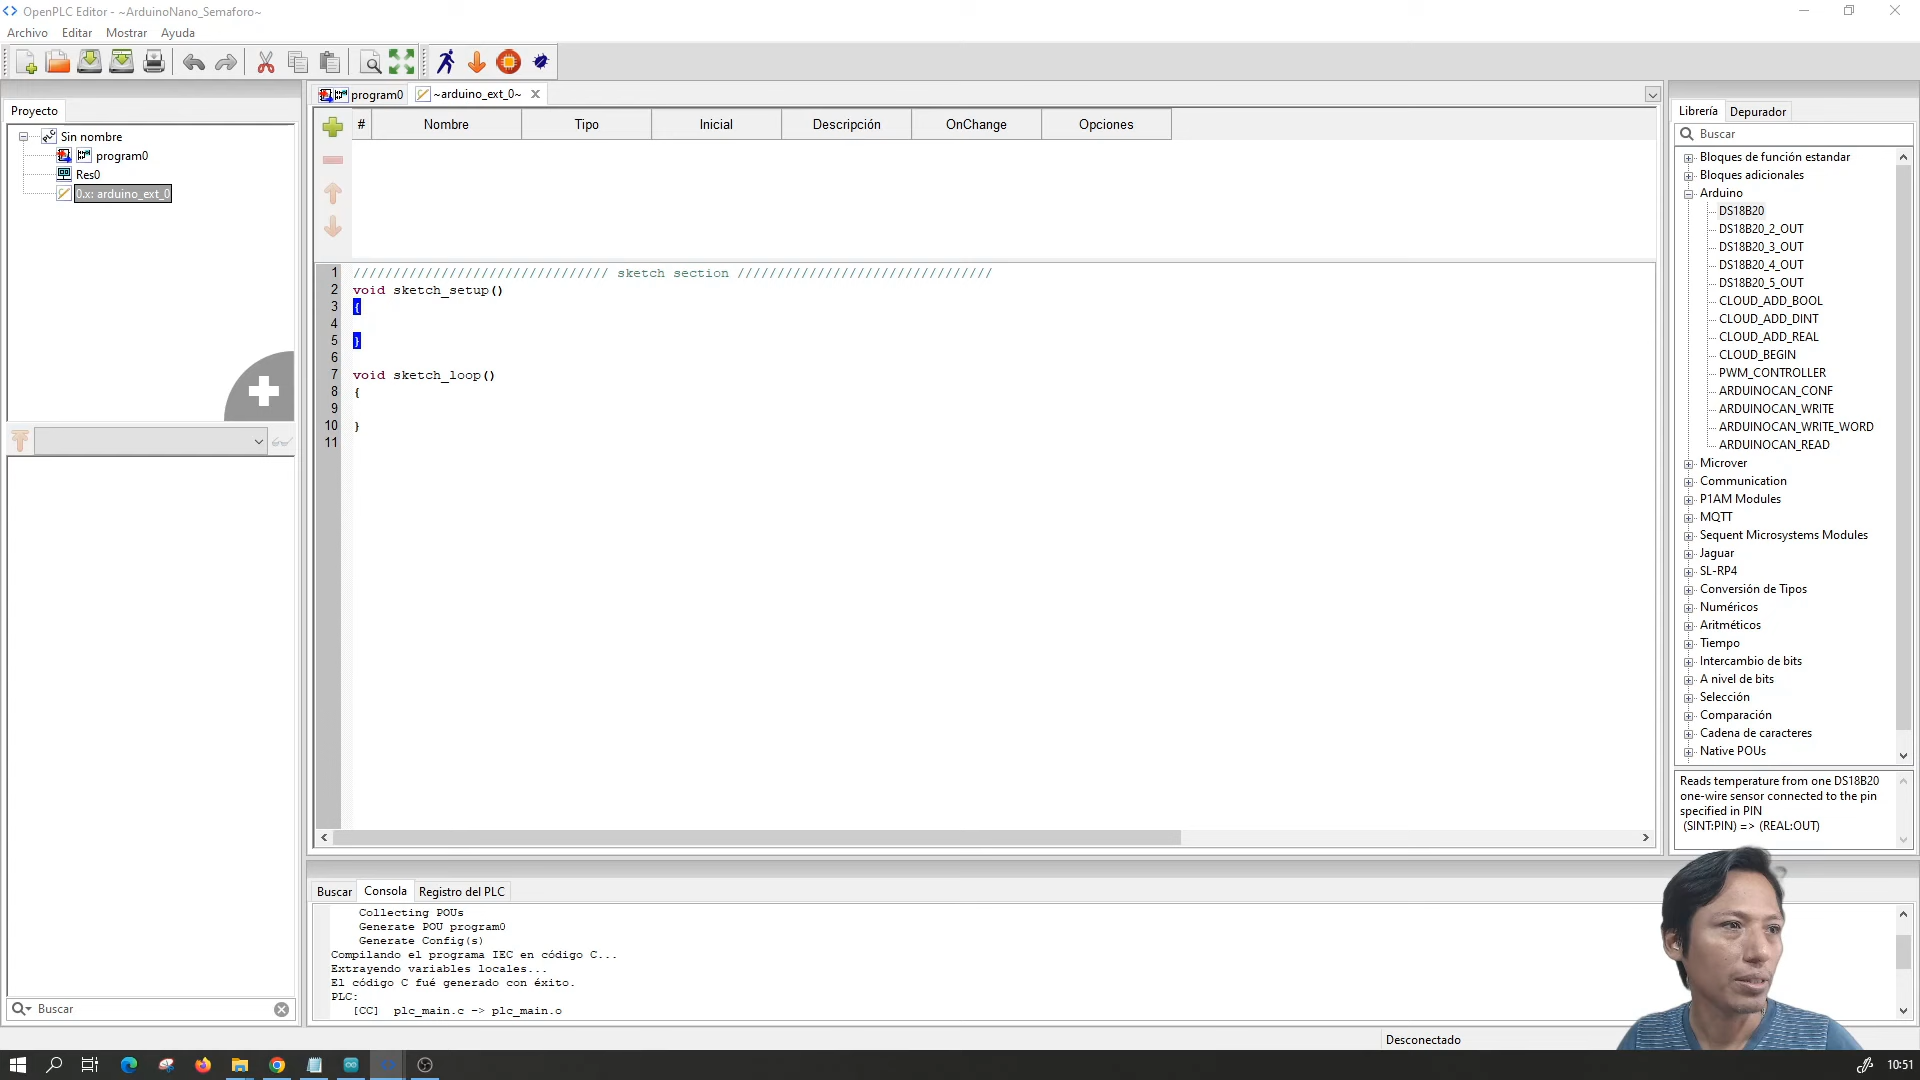 OpenPLC Editor - ~ArduinoNano_Semaforo~
Archivo Editar Mostrar Ayuda
Proyecto
Sin nombre
program0
Res0
0.x: arduino_ext_0
Buscar
program0 ~arduino_ext_0~
# Nombre Tipo Inicial Descripción OnChange Opciones
1 //////////////////////////////// sketch section ////////////////////////////////
2 void sketch_setup()
3 {
4
5 }
6
7 void sketch_loop()
8 {
9
10 }
11
Buscar Consola Registro del PLC
Collecting POUs
Generate POU program0
Generate Config(s)
Compilando el programa IEC en código C...
Extrayendo variables locales...
El código C fué generado con éxito.
PLC:
[CC] plc_main.c -> plc_main.o
Librería Depurador
Buscar
Bloques de función estandar
Bloques adicionales
Arduino
DS18B20
DS18B20_2_OUT
DS18B20_3_OUT
DS18B20_4_OUT
DS18B20_5_OUT
CLOUD_ADD_BOOL
CLOUD_ADD_DINT
CLOUD_ADD_REAL
CLOUD_BEGIN
PWM_CONTROLLER
ARDUINOCAN_CONF
ARDUINOCAN_WRITE
ARDUINOCAN_WRITE_WORD
ARDUINOCAN_READ
Microver
Communication
P1AM Modules
MQTT
Sequent Microsystems Modules
Jaguar
SL-RP4
Conversión de Tipos
Numéricos
Aritméticos
Tiempo
Intercambio de bits
A nivel de bits
Selección
Comparación
Cadena de caracteres
Native POUs
Reads temperature from one DS18B20
one-wire sensor connected to the pin
specified in PIN
(SINT:PIN) => (REAL:OUT)
Desconectado
10:51